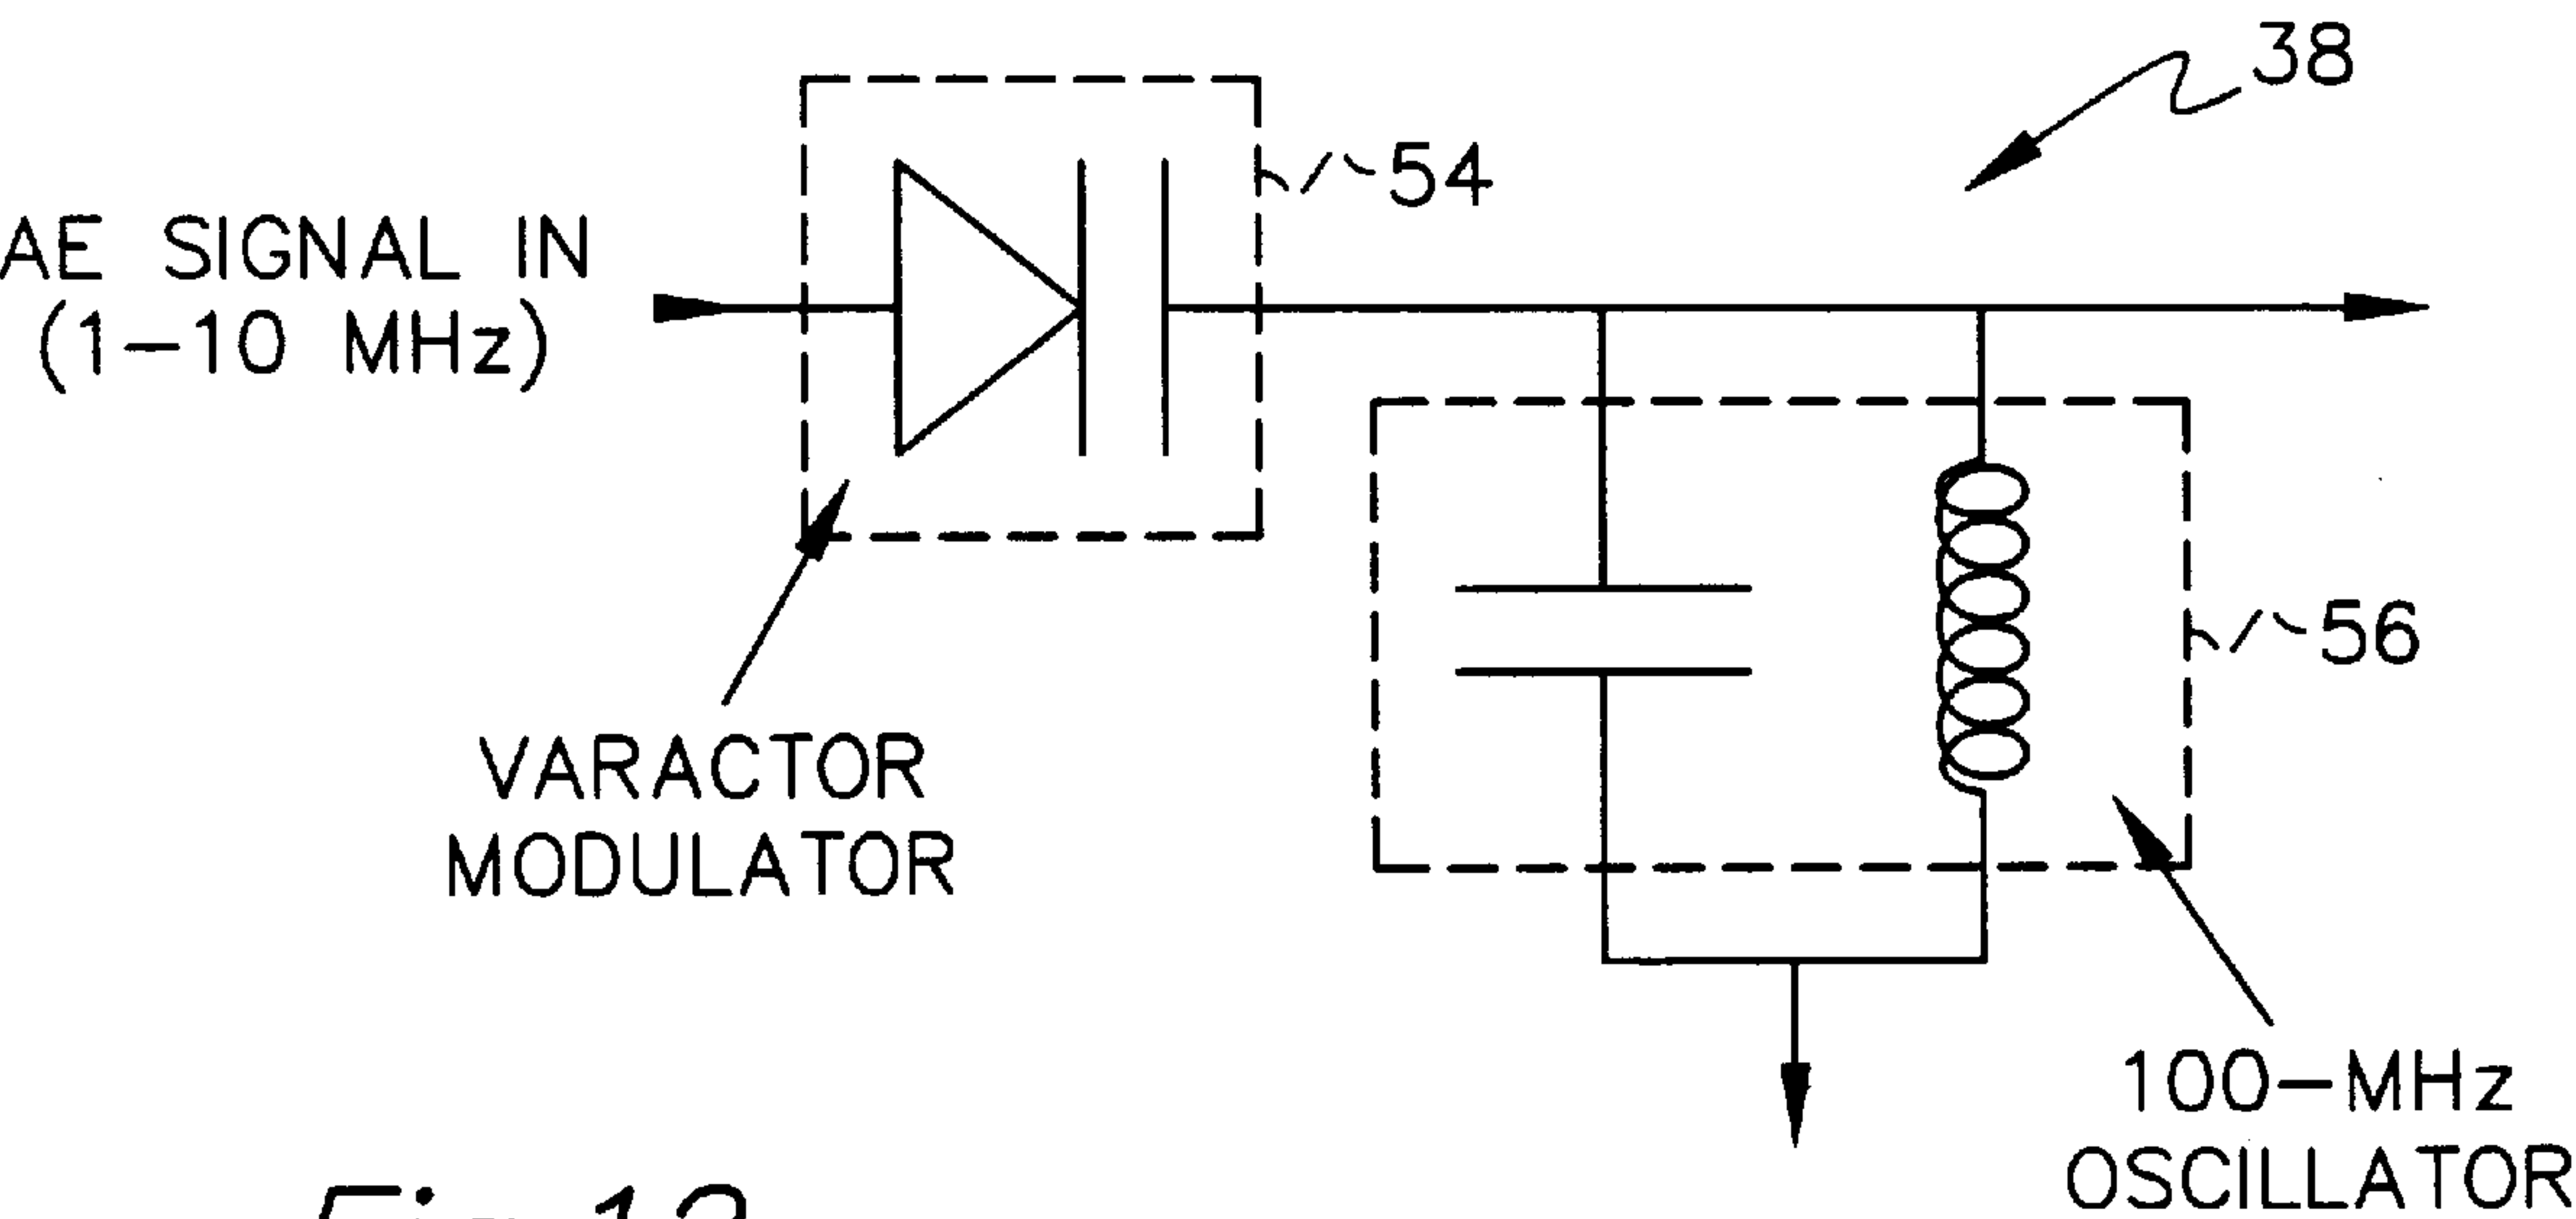 38
54
AE SIGNAL IN
(1-10 MHz)
56
VARACTOR
MODULATOR
100-MHz
OSCILLATOR